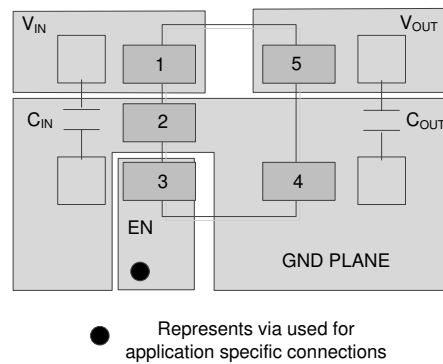 VIN
VOUT
1
5
CIN
2
COUT
3
4
EN
GND PLANE
Represents via used for
application specific connections